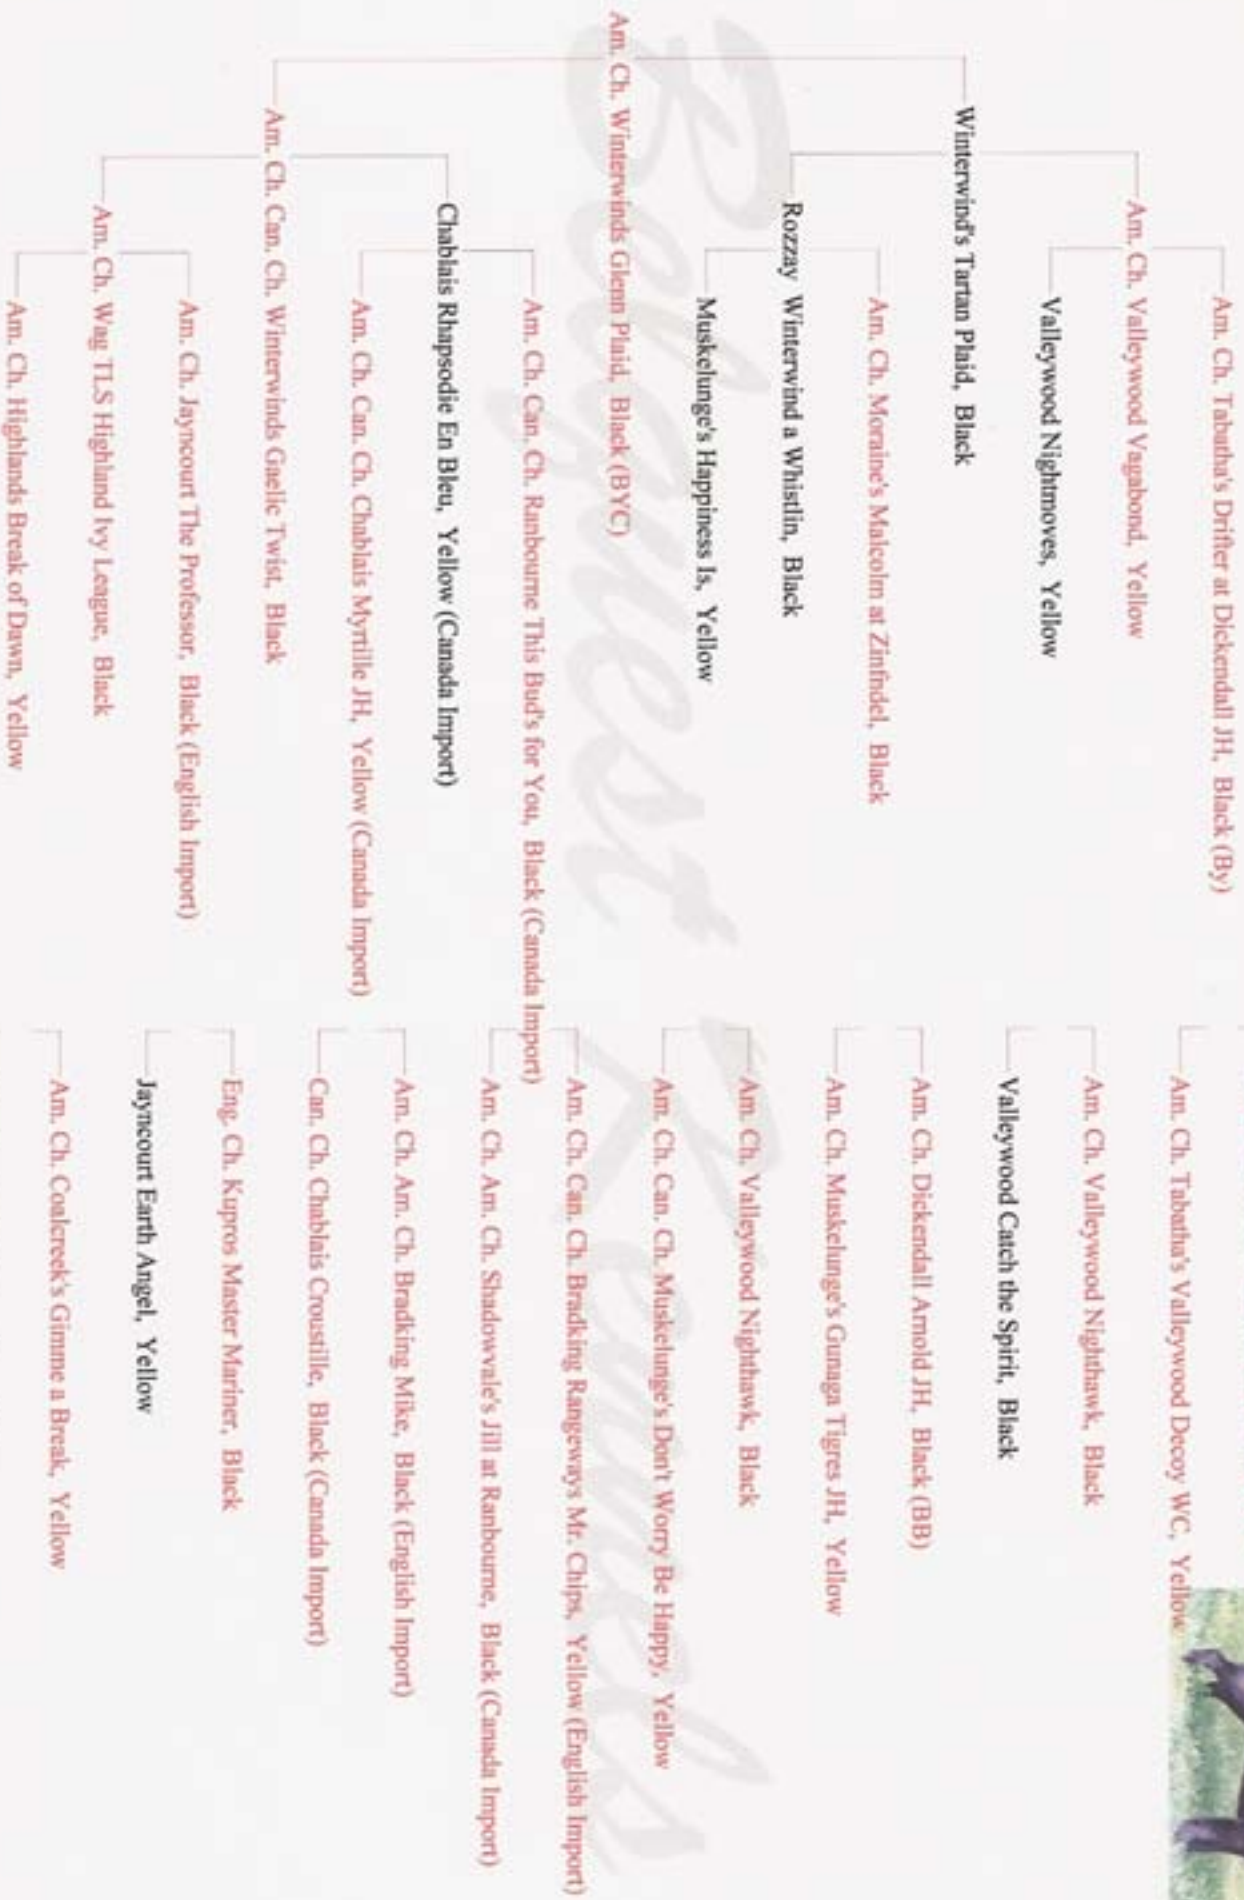 Am. Ch. Tabatha's Drifter at Dickendall JH, Black (By)
Am. Ch. Tabatha's Valleywood Decoy WC, Yellow
Am. Ch. Valleywood Vagabond, Yellow
Am. Ch. Valleywood Nighthawk, Black
Valleywood Nightmoves, Yellow
Valleywood Catch the Spirit, Black
Winterwind's Tartan Plaid, Black
Am. Ch. Dickendall Arnold JH, Black (BB)
Am. Ch. Moraine's Malcolm at Zinfndel, Black
Am. Ch. Muskelunge's Gunaga Tigres JH, Yellow
Rozzay Winterwind a Whistlin, Black
Am. Ch. Valleywood Nighthawk, Black
Muskelunge's Happiness Is, Yellow
Am. Ch. Can. Ch. Muskelunge's Don't Worry Be Happy, Yellow
Am. Ch. Winterwinds Glenn Plaid, Black (BYC)
Am. Ch. Can. Ch. Bradking Rangeways Mr. Chips, Yellow (English Import)
Am. Ch. Can. Ch. Ranbourne This Bud's for You, Black (Canada Import)
Am. Ch. Am. Ch. Shadowvale's Jill at Ranbourne, Black (Canada Import)
Chablais Rhapsodie En Bleu, Yellow (Canada Import)
Am. Ch. Am. Ch. Bradking Mike, Black (English Import)
Am. Ch. Can. Ch. Chablais Myrtille JH, Yellow (Canada Import)
Can. Ch. Chablais Croustille, Black (Canada Import)
Am. Ch. Can. Ch. Winterwinds Gaelic Twist, Black
Eng. Ch. Kupros Master Mariner, Black
Am. Ch. Jayncourt The Professor, Black (English Import)
Jayncourt Earth Angel, Yellow
Am. Ch. Wag TLS Highland Ivy League, Black
Am. Ch. Coalcreek's Gimme a Break, Yellow
Am. Ch. Highlands Break of Dawn, Yellow
Belquest Kennels